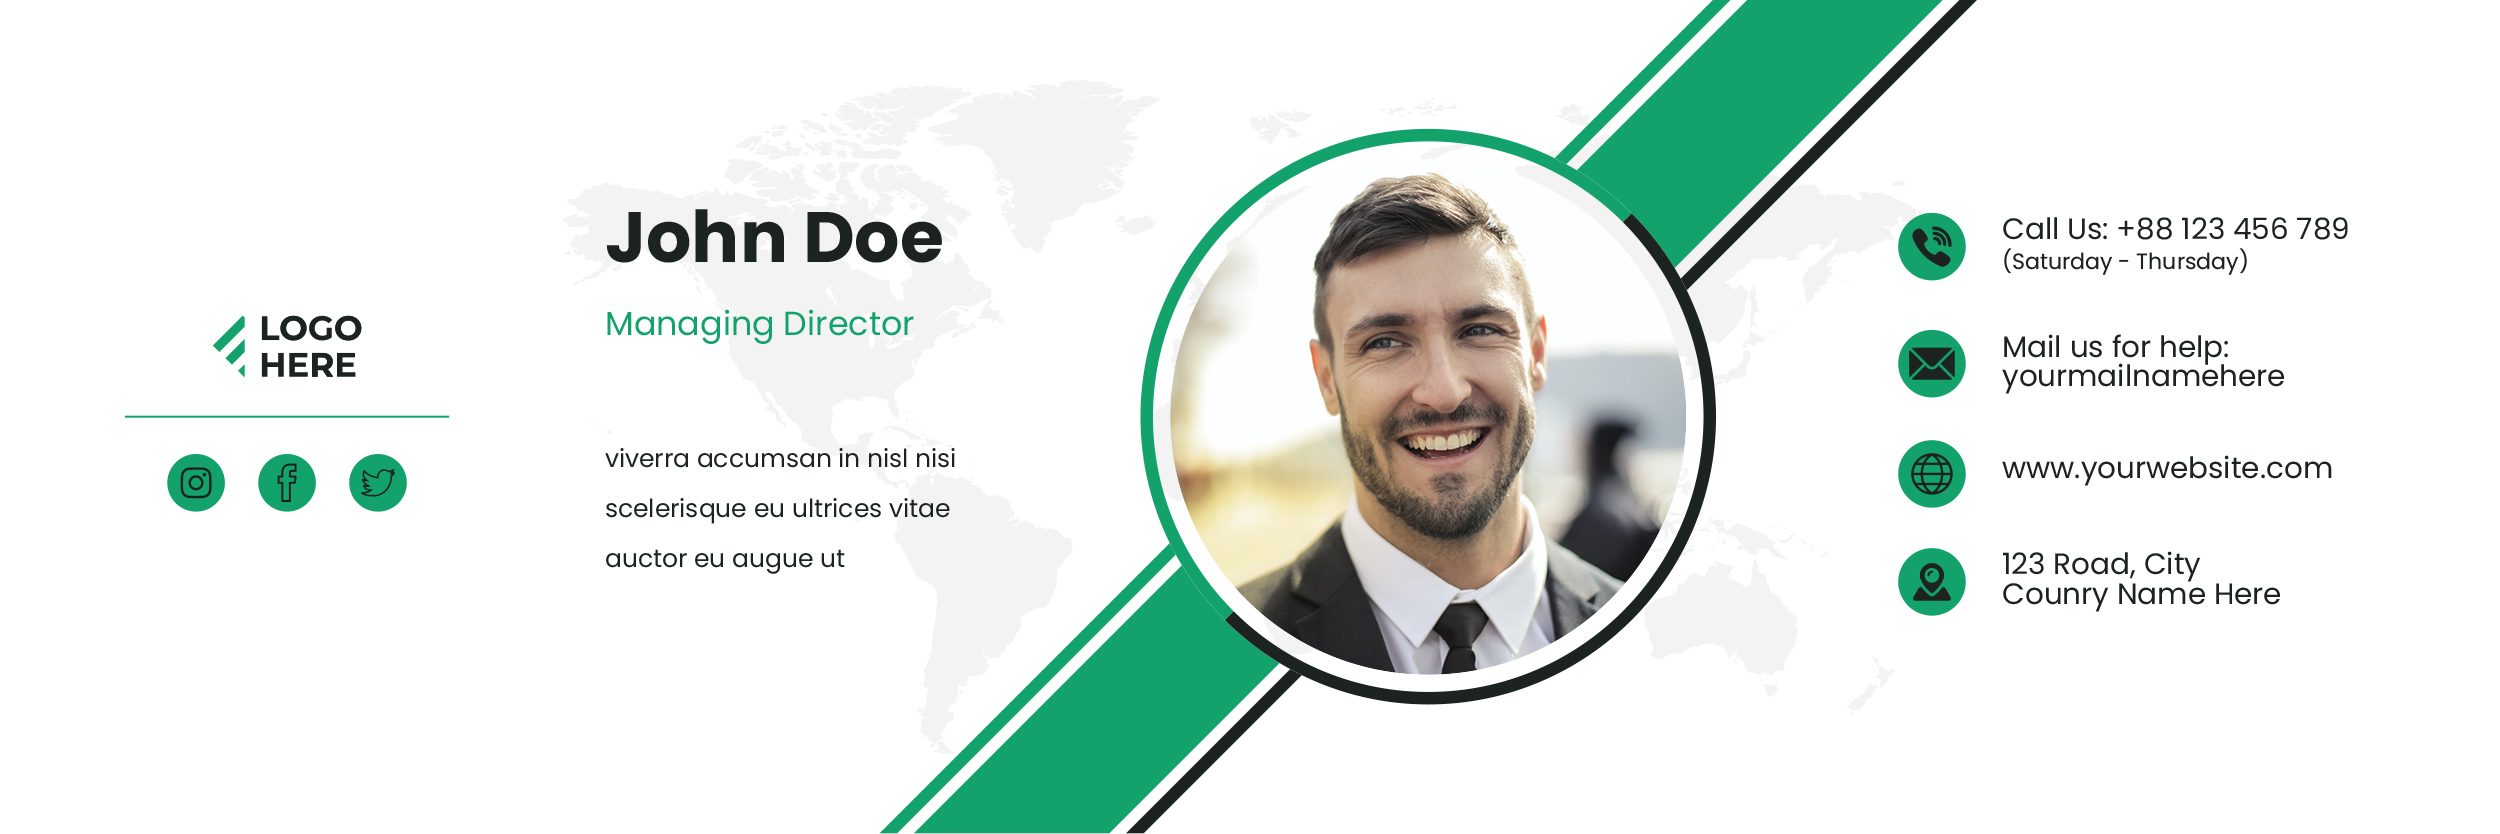 LOGO
HERE
John Doe
Managing Director
viverra accumsan in nisl nisi
scelerisque eu ultrices vitae
auctor eu augue ut
Call Us: +88 123 456 789
(Saturday - Thursday)
Mail us for help:
yourmailnamehere
www.yourwebsite.com
123 Road, City
Counry Name Here